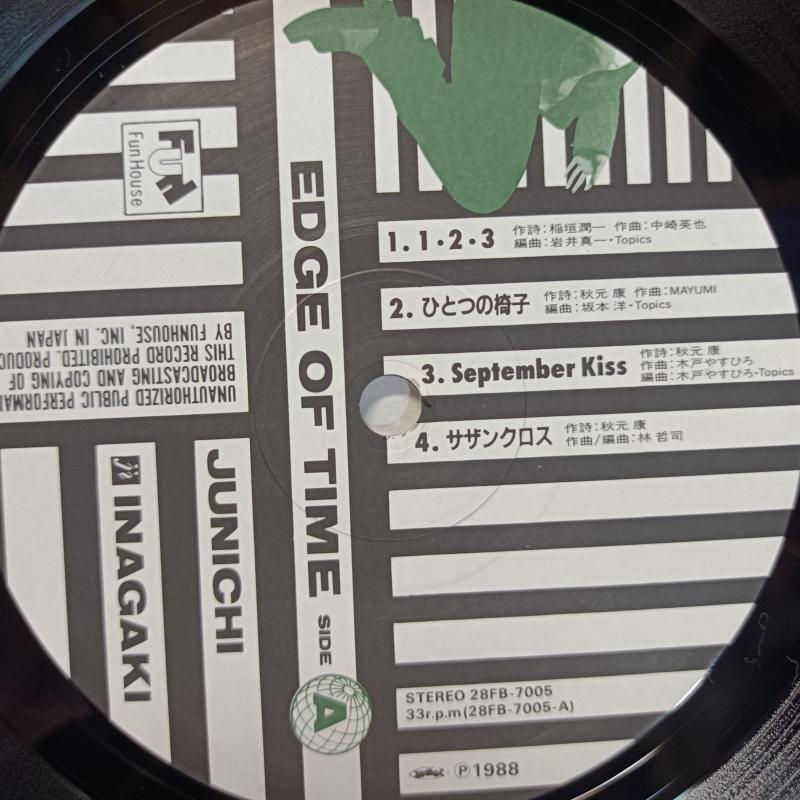 FUN
FunHouse
EDGE OF TIME
SIDE
A
JUNICHI
INAGAKI
1. 1・2・3 作詩:稲垣潤一 作曲:中崎英也
編曲:岩井真一・Topics
2. ひとつの椅子 作詩:秋元 康 作曲:MAYUMI
編曲:坂本 洋・Topics
3. September Kiss 作詩:秋元 康
作曲:木戸やすひろ
編曲:木戸やすひろ・Topics
4. サザンクロス 作詩:秋元 康
作曲/編曲:林 哲司
STEREO 28FB-7005
33r.p.m(28FB-7005-A)
Ⓟ1988
UNAUTHORIZED PUBLIC
BROADCASTING AND COPYING OF
THIS RECORD PROHIBITED.
BY FUNHOUSE, INC. IN JAPAN